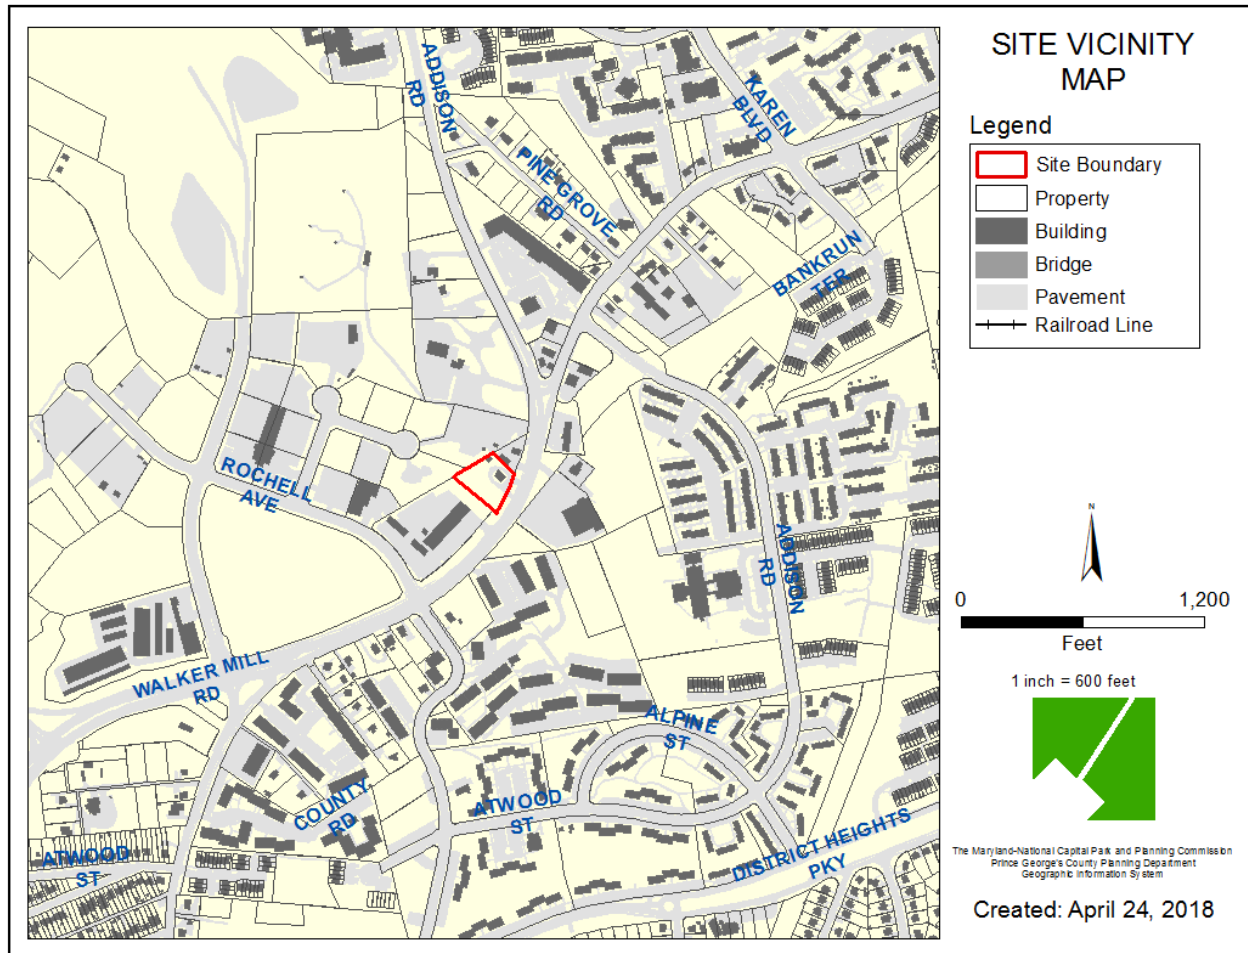 SITE VICINITY
MAP
Legend
Site Boundary
Property
Building
Bridge
Pavement
Railroad Line
N
0 1,200
Feet
1 inch = 600 feet
The Maryland-National Capital Park and Planning Commission
Prince George's County Planning Department
Geographic Information System
Created: April 24, 2018
ADDISON
RD
KAREN
BLVD
PINE GROVE
RD
BANKRUN
TER
ROCHELL
AVE
ADDISON
RD
WALKER MILL
RD
ALPINE
ST
COUNTY
RD
ATWOOD
ST
DISTRICT HEIGHTS
PKY
ATWOOD
ST